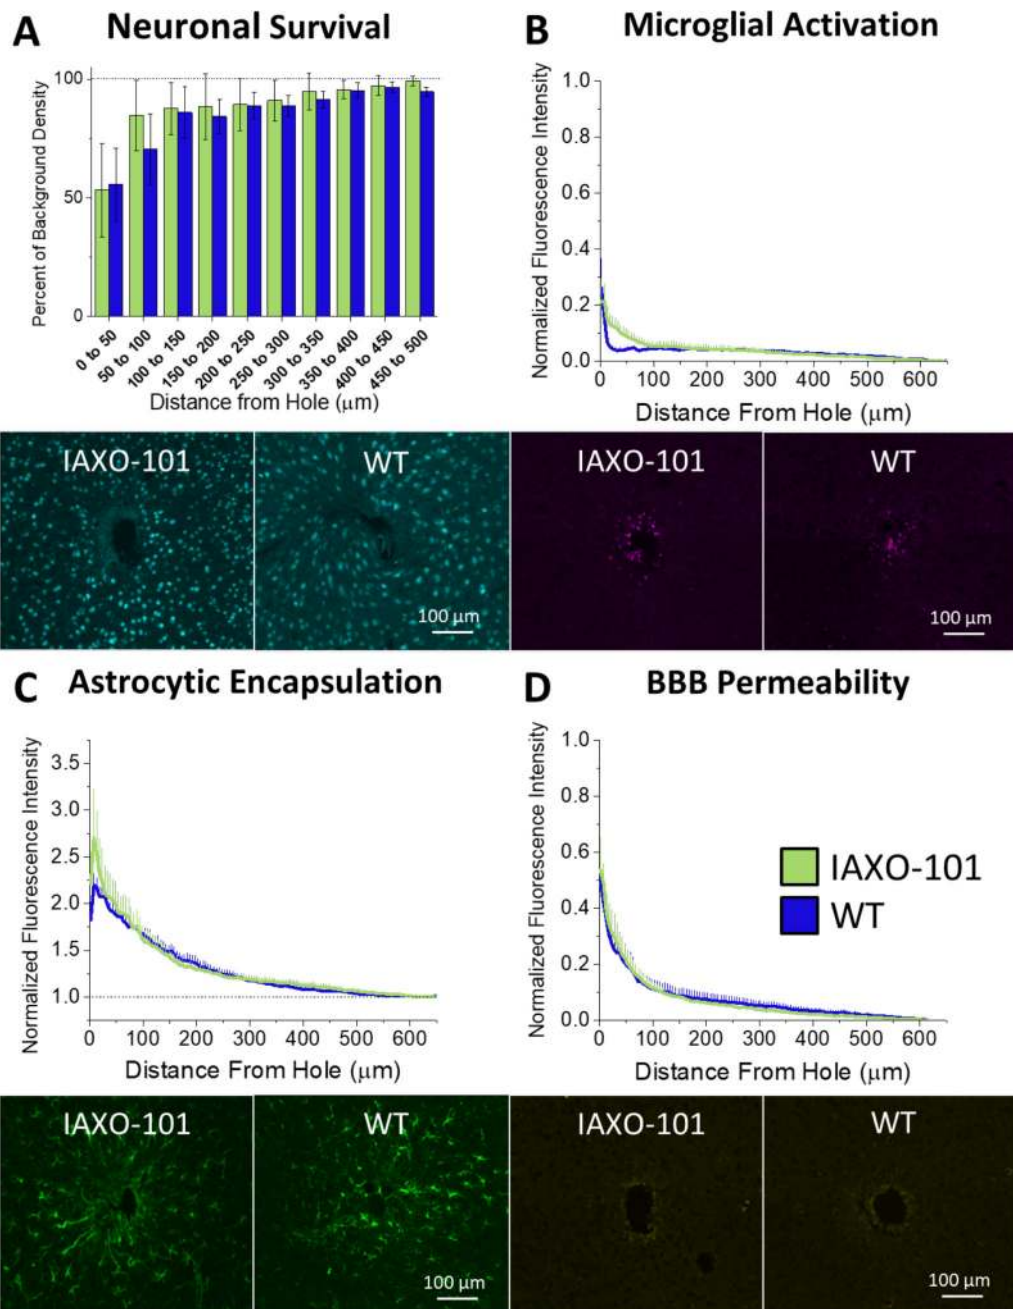 A Neuronal Survival
Percent of Background Density
100
50
0
0 to 50
50 to 100
100 to 150
150 to 200
200 to 250
250 to 300
300 to 350
350 to 400
400 to 450
450 to 500
Distance from Hole (μm)
B Microglial Activation
Normalized Fluorescence Intensity
1.0
0.8
0.6
0.4
0.2
0.0
0 100 200 300 400 500 600
Distance From Hole (μm)
IAXO-101
WT
100 μm
IAXO-101
WT
100 μm
C Astrocytic Encapsulation
Normalized Fluorescence Intensity
3.5
3.0
2.5
2.0
1.5
1.0
0 100 200 300 400 500 600
Distance From Hole (μm)
D BBB Permeability
Normalized Fluorescence Intensity
1.0
0.8
0.6
0.4
0.2
0.0
0 100 200 300 400 500 600
Distance From Hole (μm)
IAXO-101
WT
IAXO-101
WT
100 μm
IAXO-101
WT
100 μm